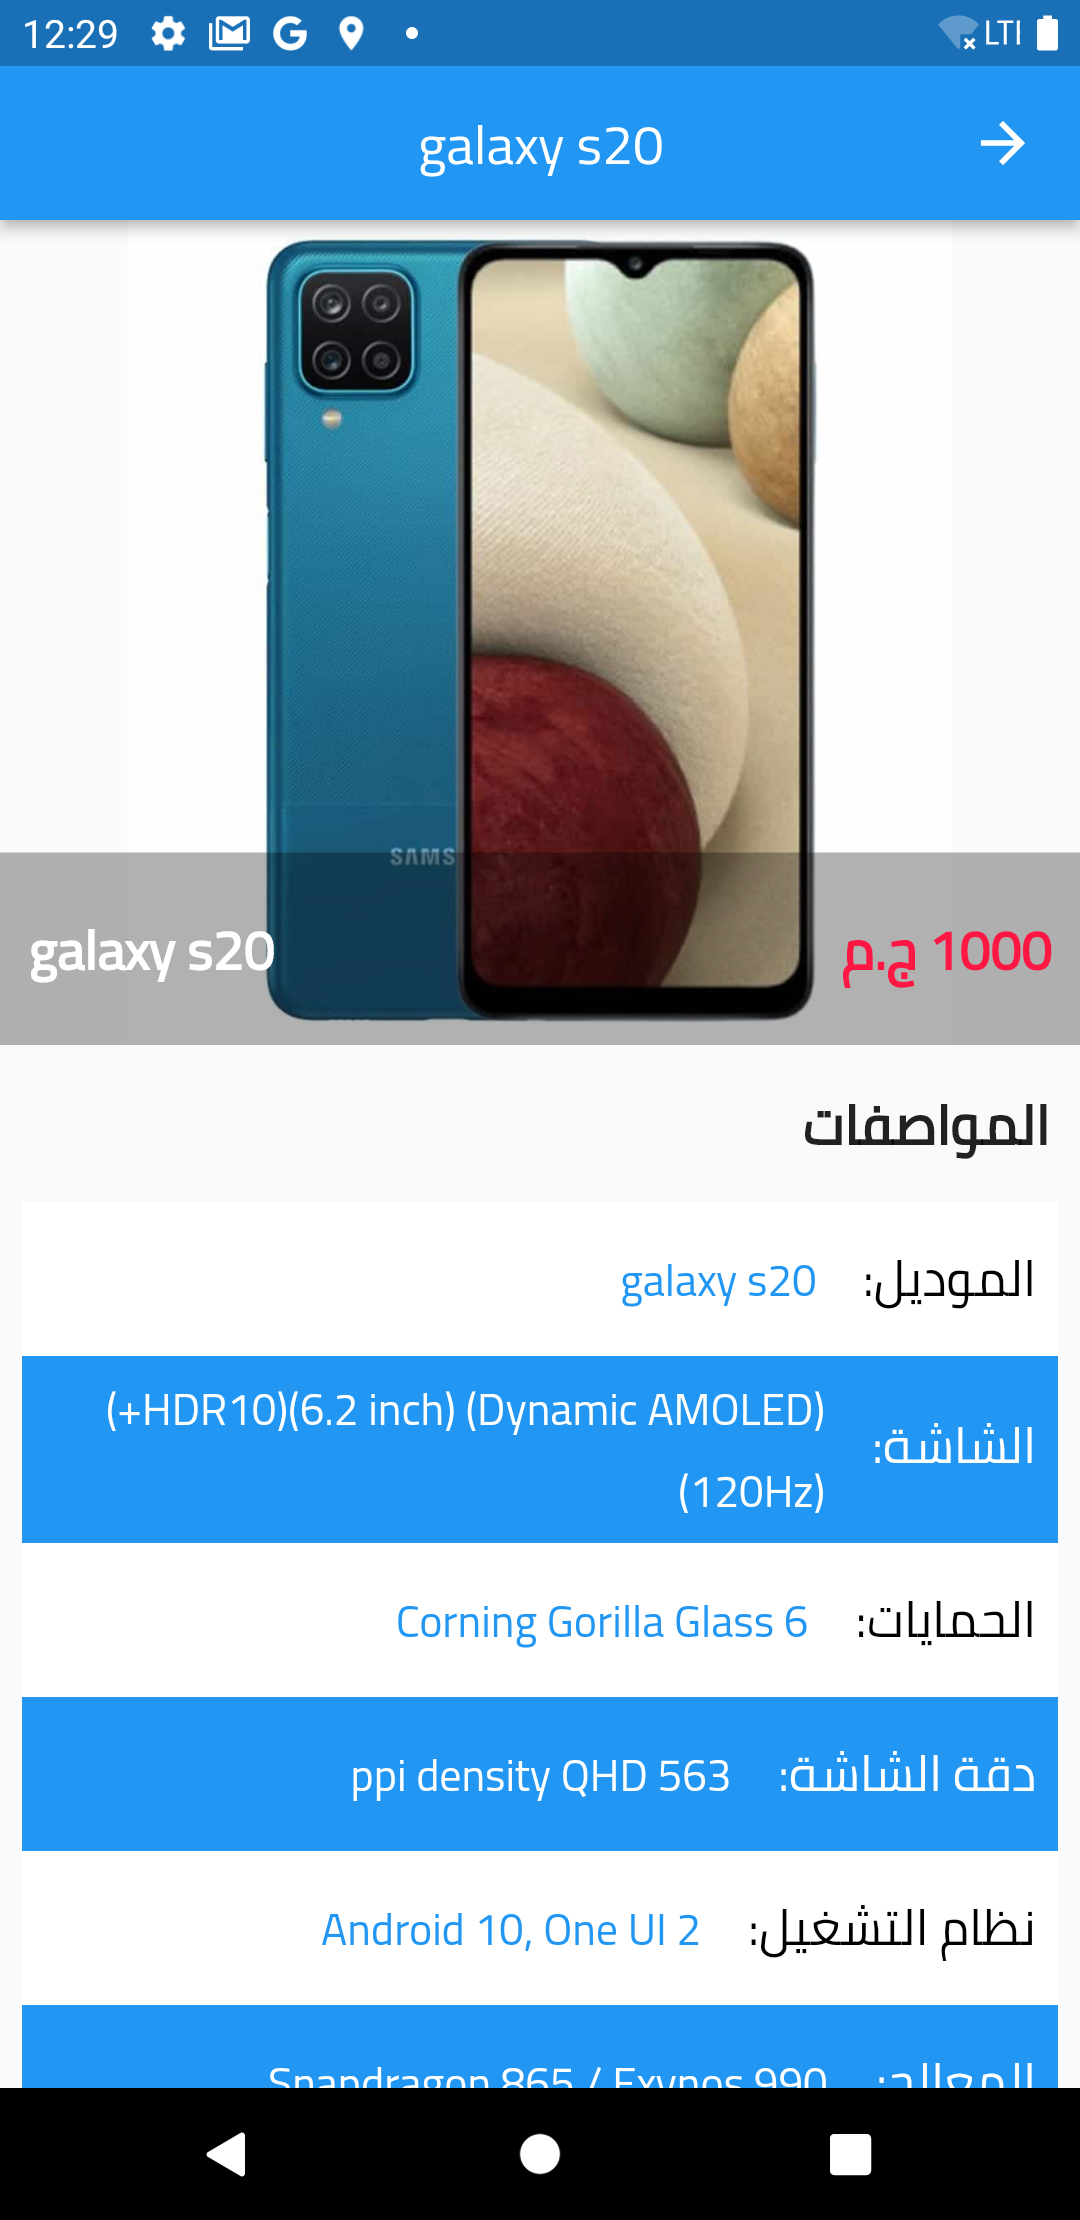 12:29 LTE
galaxy s20
SAMS
galaxy s20
1000 ج.م
المواصفات
الموديل: galaxy s20
الشاشة: (Dynamic AMOLED) (6.2 inch)(HDR10+)
(120Hz)
الحمايات: Corning Gorilla Glass 6
دقة الشاشة: 563 ppi density QHD
نظام التشغيل: Android 10, One UI 2
المعالج: Snapdragon 865 / Exynos 990